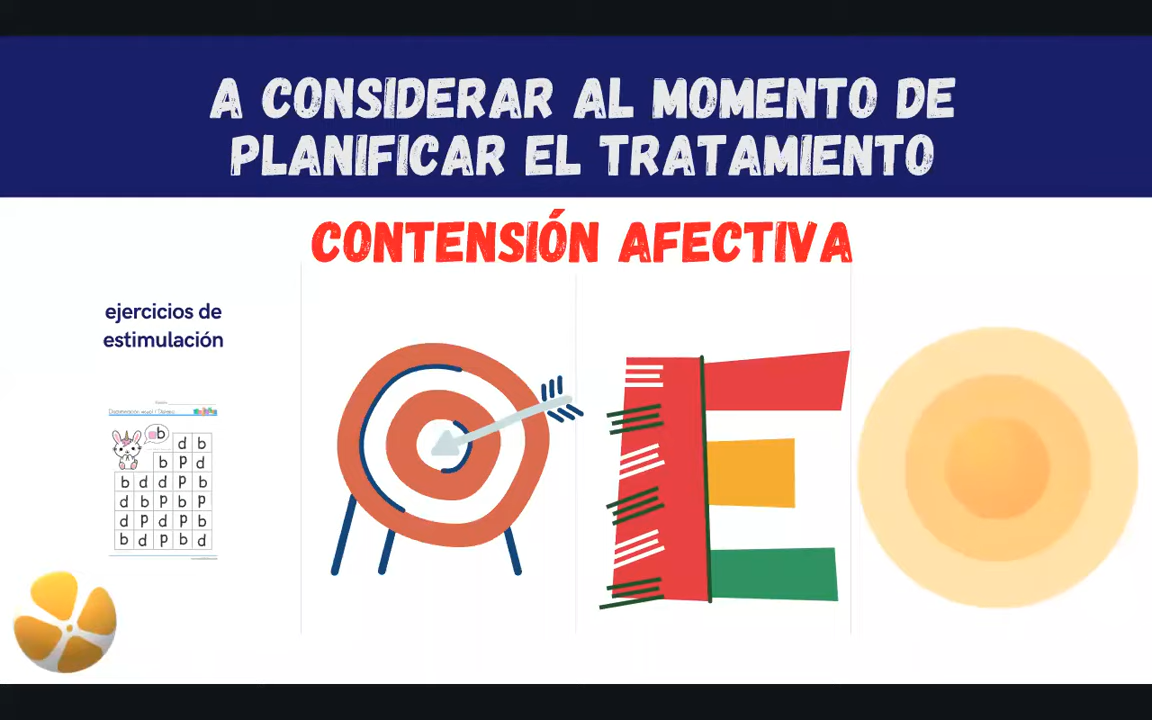 A CONSIDERAR AL MOMENTO DE
PLANIFICAR EL TRATAMIENTO
CONTENSIÓN AFECTIVA
ejercicios de
estimulación
b
d b
b p d
b d d p b
d b p b p
d p d p b
b d p b d
E